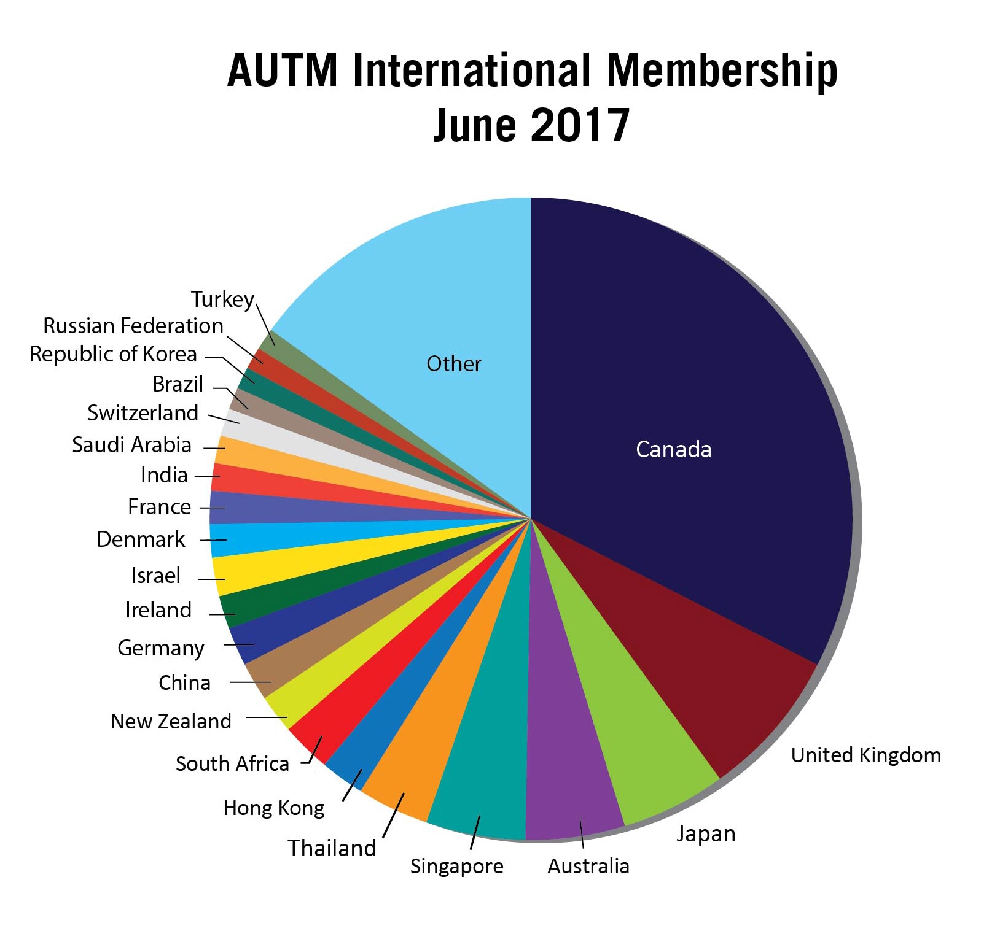 AUTM International Membership
June 2017
Turkey
Russian Federation
Republic of Korea
Brazil
Switzerland
Saudi Arabia
India
France
Denmark
Israel
Ireland
Germany
China
New Zealand
South Africa
Hong Kong
Thailand
Singapore
Australia
Japan
United Kingdom
Canada
Other